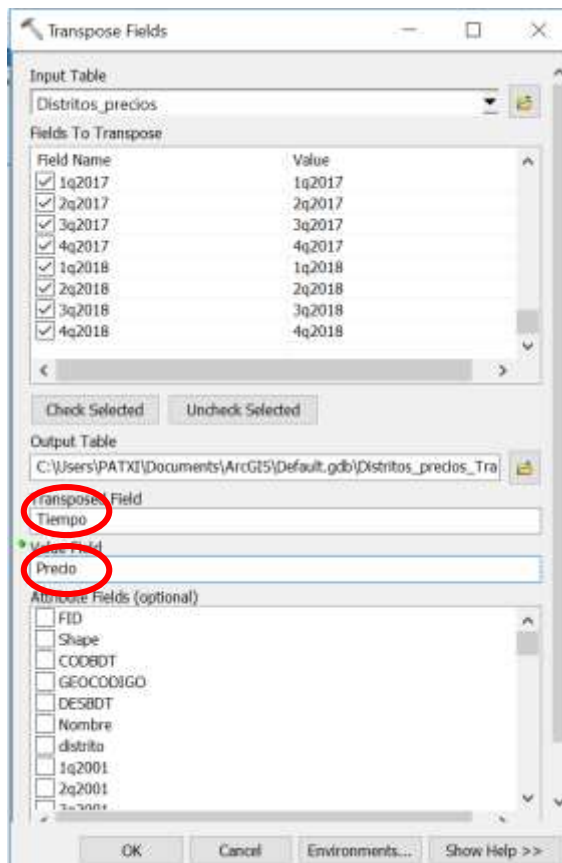 Transpose Fields
Input Table
Distritos_precios
Fields To Transpose
Field Name Value
1q2017 1q2017
2q2017 2q2017
3q2017 3q2017
4q2017 4q2017
1q2018 1q2018
2q2018 2q2018
3q2018 3q2018
4q2018 4q2018
Check Selected Uncheck Selected
Output Table
C:\Users\PATXI\Documents\ArcGIS\Default.gdb\Distritos_precios_Tra
Transposed Field
Tiempo
Value Field
Precio
Attribute Fields (optional)
FID
Shape
CODBDT
GEOCODIGO
DESBDT
Nombre
distrito
1q2001
2q2001
3q2001
OK Cancel Environments... Show Help >>